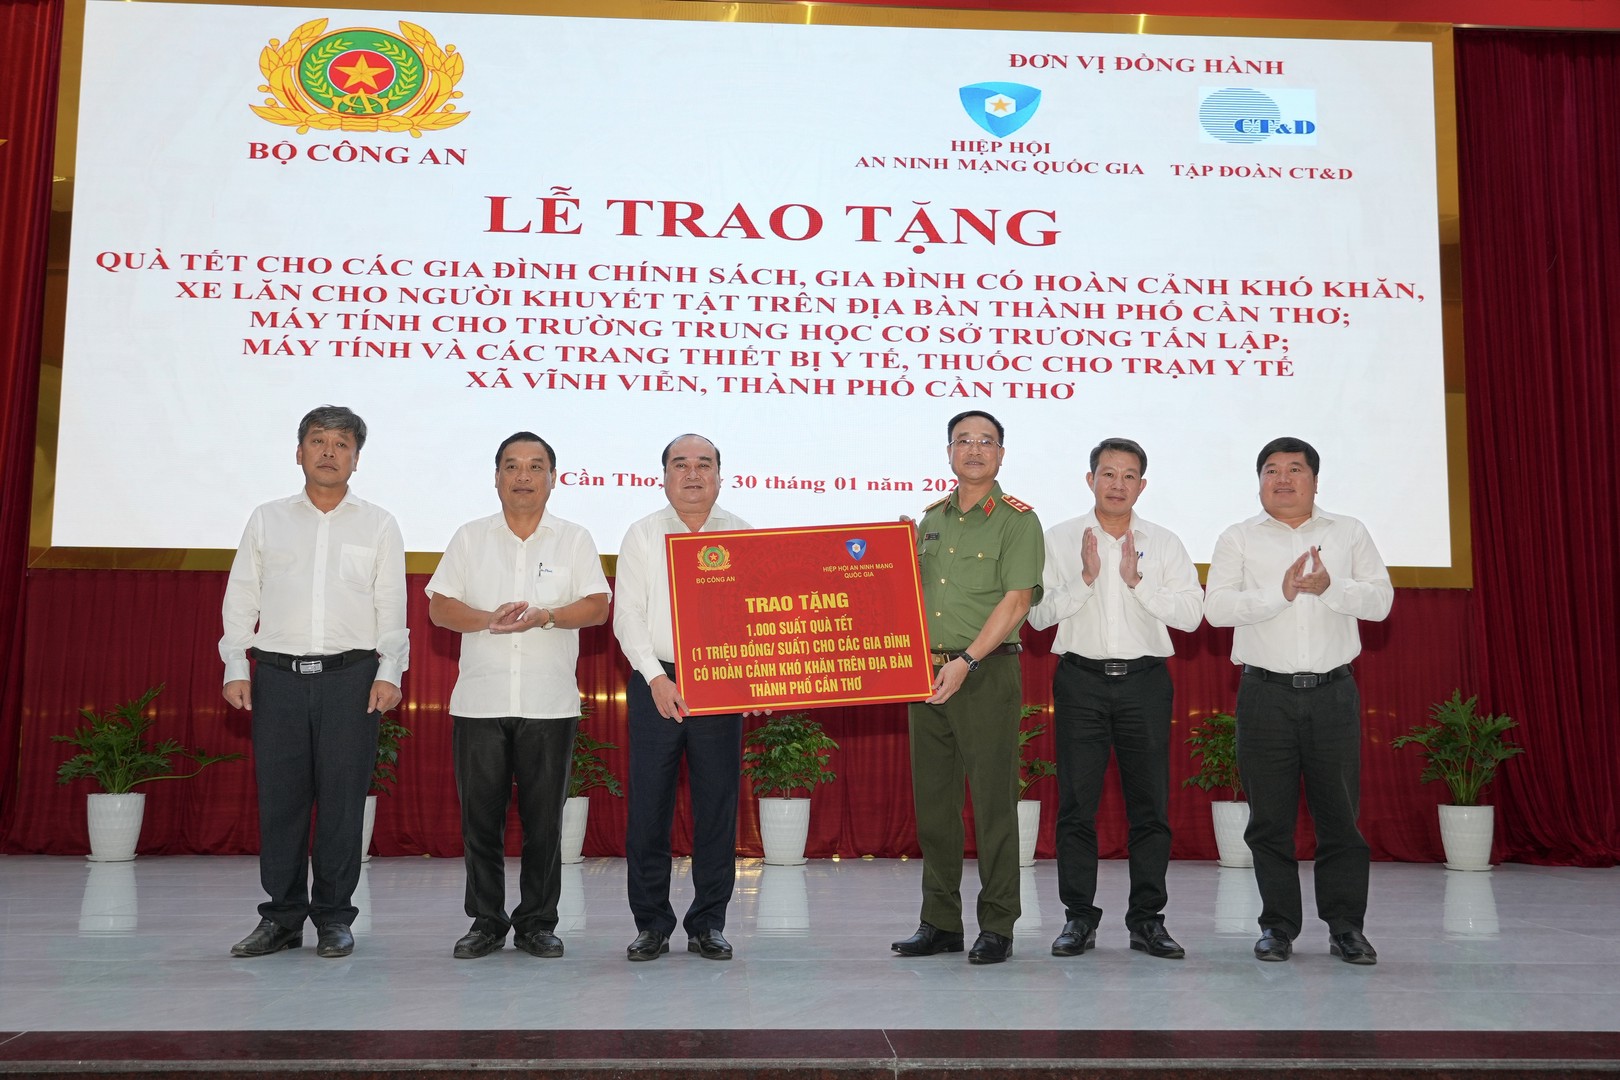 BỘ CÔNG AN
ĐƠN VỊ ĐỒNG HÀNH
HIỆP HỘI
AN NINH MẠNG QUỐC GIA
CT&D
TẬP ĐOÀN CT&D
LỄ TRAO TẶNG
QUÀ TẾT CHO CÁC GIA ĐÌNH CHÍNH SÁCH, GIA ĐÌNH CÓ HOÀN CẢNH KHÓ KHĂN,
XE LĂN CHO NGƯỜI KHUYẾT TẬT TRÊN ĐỊA BÀN THÀNH PHỐ CẦN THƠ;
MÁY TÍNH CHO TRƯỜNG TRUNG HỌC CƠ SỞ TRƯƠNG TẤN LẬP;
MÁY TÍNH VÀ CÁC TRANG THIẾT BỊ Y TẾ, THUỐC CHO TRẠM Y TẾ
XÃ VĨNH VIỄN, THÀNH PHỐ CẦN THƠ
Cần Thơ, 30 tháng 01 năm
BỘ CÔNG AN
HIỆP HỘI AN NINH MẠNG
QUỐC GIA
TRAO TẶNG
1.000 SUẤT QUÀ TẾT
(1 TRIỆU ĐỒNG/ SUẤT) CHO CÁC GIA ĐÌNH
CÓ HOÀN CẢNH KHÓ KHĂN TRÊN ĐỊA BÀN
THÀNH PHỐ CẦN THƠ